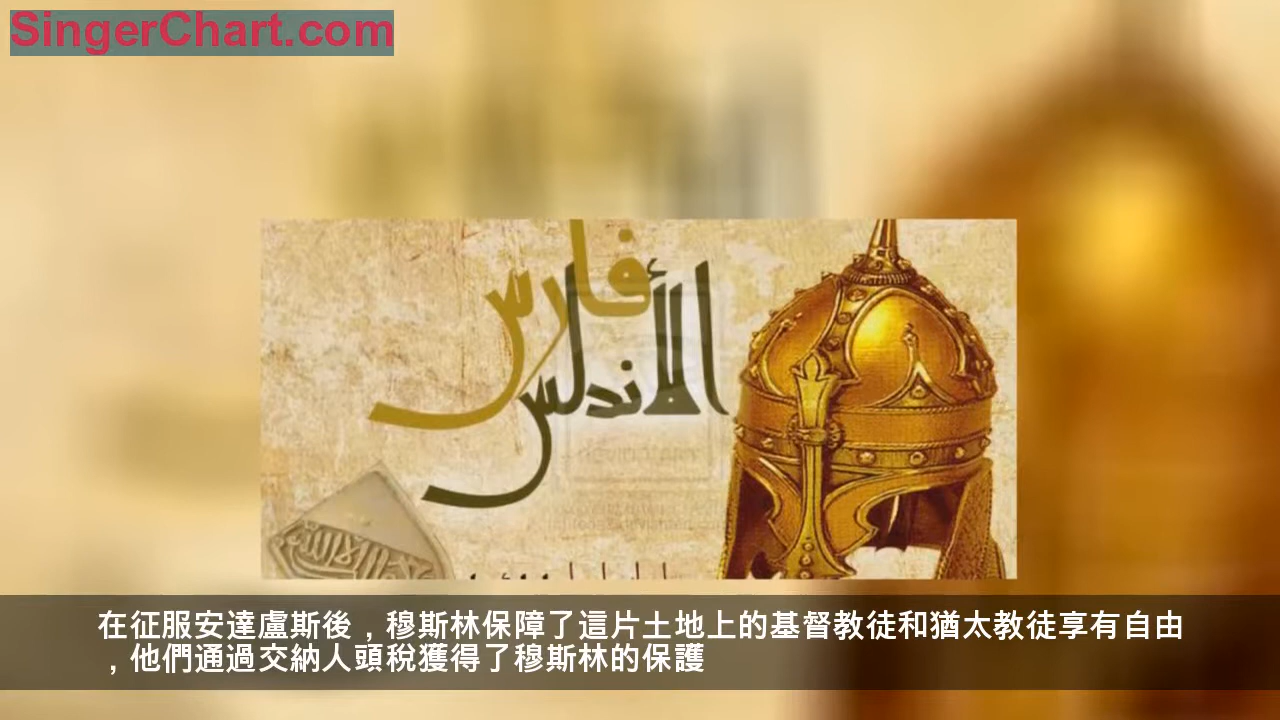 SingerChart.com
فارس
الأندلس
在征服安達盧斯後，穆斯林保障了這片土地上的基督教徒和猶太教徒享有自由
，他們通過交納人頭稅獲得了穆斯林的保護